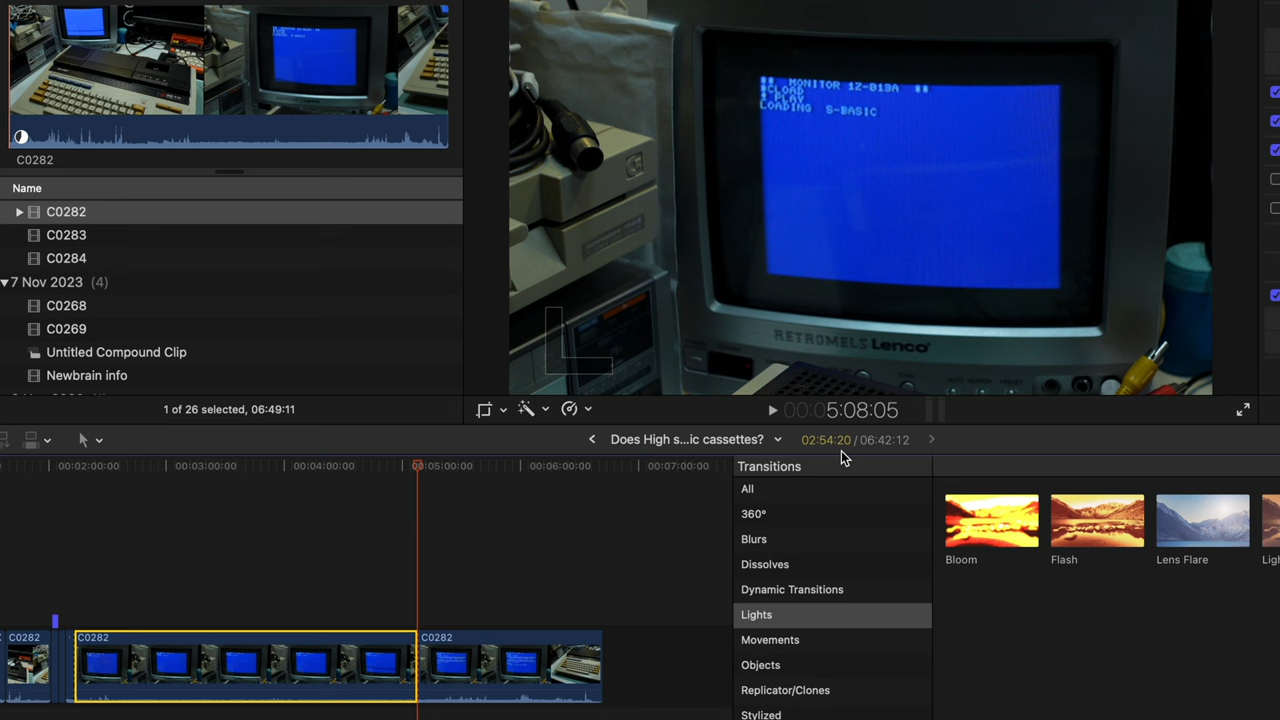 C0282
Name
C0282
C0283
C0284
7 Nov 2023 (4)
C0268
C0269
Untitled Compound Clip
Newbrain info
1 of 26 selected, 06:49:11
** MONITOR 1Z-019A **
*CLOAD
± PLAY
LOADING S-BASIC
RETROMELS Lenco
AUTO SEARCH PRESET
00:05:08:05
Does High s...ic cassettes?
02:54:20 / 06:42:12
00:02:00:00
00:03:00:00
00:04:00:00
00:05:00:00
00:06:00:00
00:07:00:00
Transitions
All
360°
Blurs
Dissolves
Dynamic Transitions
Lights
Movements
Objects
Replicator/Clones
Stylized
Bloom
Flash
Lens Flare
C0282
C0282
C0282